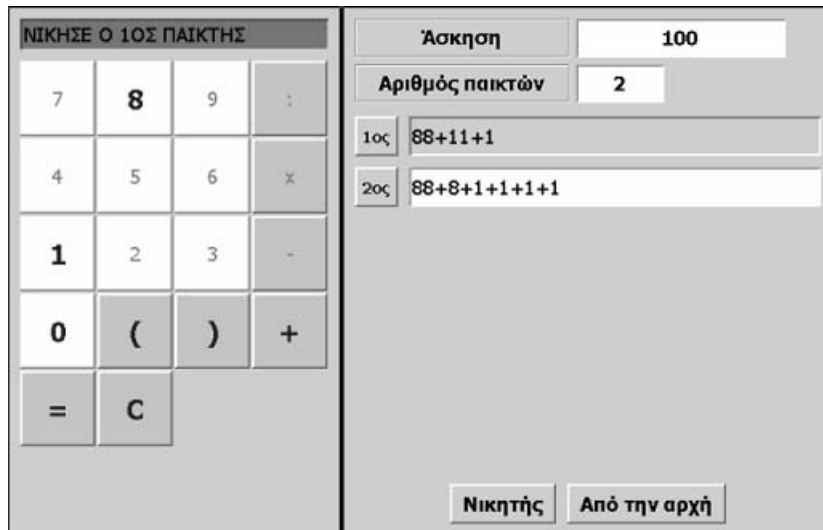 ΝΙΚΗΣΕ Ο 1ΟΣ ΠΑΙΚΤΗΣ
7 8 9 :
4 5 6 x
1 2 3 -
0 ( ) +
= C
Άσκηση 100
Αριθμός παικτών 2
1ος 88+11+1
2ος 88+8+1+1+1+1
Νικητής Από την αρχή